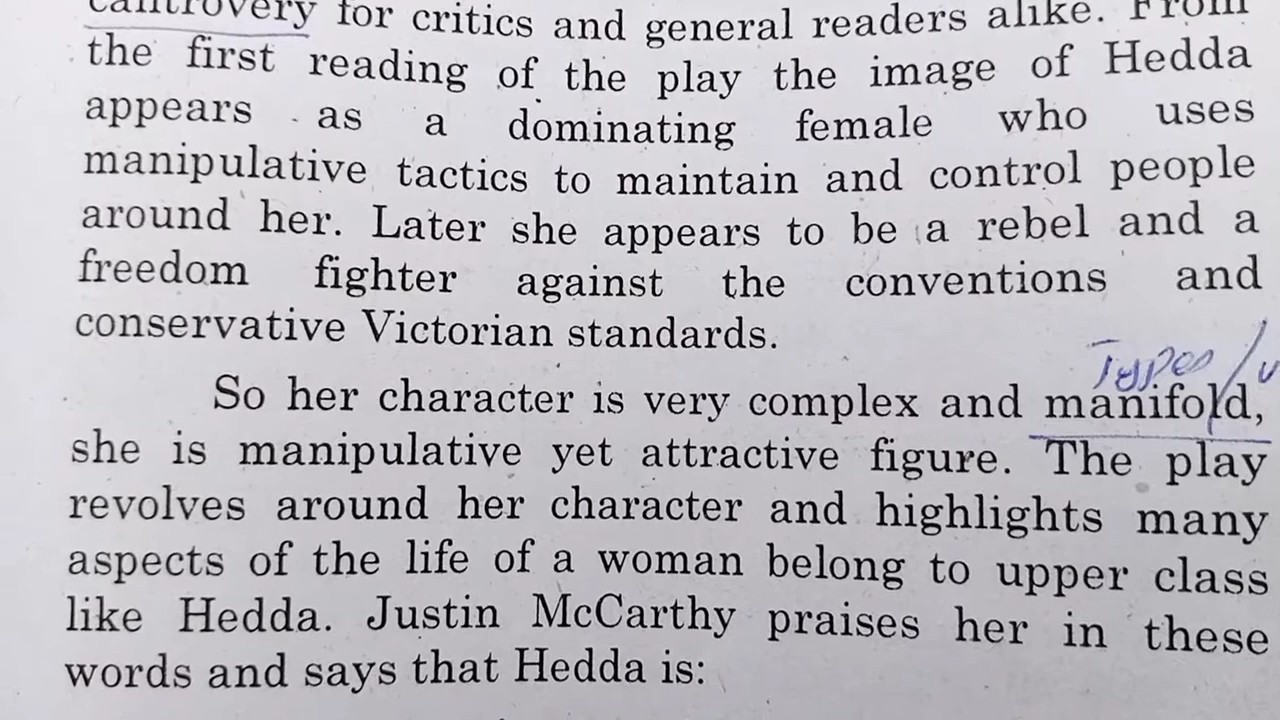 cantrovery for critics and general readers alike. From
the first reading of the play the image of Hedda
appears as a dominating female who uses
manipulative tactics to maintain and control people
around her. Later she appears to be a rebel and a
freedom fighter against the conventions and
conservative Victorian standards.
Types
So her character is very complex and manifold,
she is manipulative yet attractive figure. The play
revolves around her character and highlights many
aspects of the life of a woman belong to upper class
like Hedda. Justin McCarthy praises her in these
words and says that Hedda is: